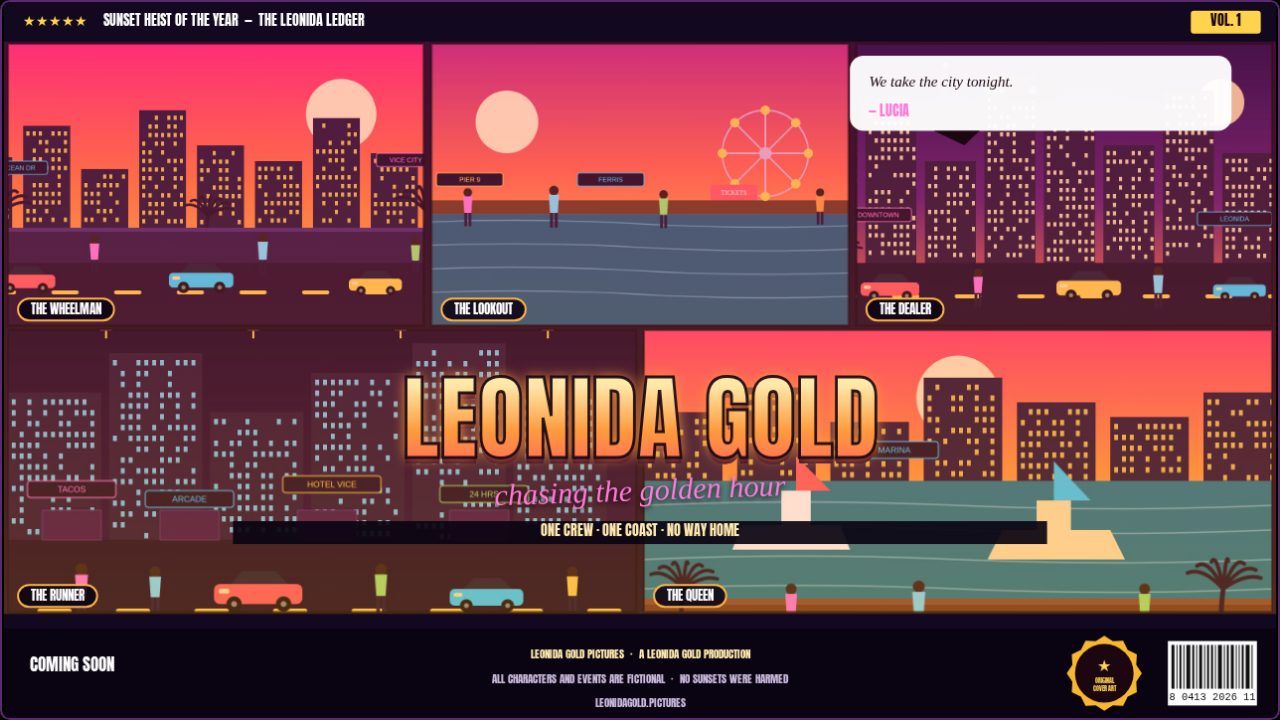 ★★★★★ SUNSET HEIST OF THE YEAR — THE LEONIDA LEDGER
VOL. 1
We take the city tonight.
— LUCIA
EAN DR
VICE CITY
PIER 9
FERRIS
TICKETS
DOWNTOWN
LEONIDA
THE WHEELMAN
THE LOOKOUT
THE DEALER
LEONIDA GOLD
chasing the golden hour
ONE CREW · ONE COAST · NO WAY HOME
TACOS
ARCADE
HOTEL VICE
24 HRS
MARINA
THE RUNNER
THE QUEEN
COMING SOON
LEONIDA GOLD PICTURES · A LEONIDA GOLD PRODUCTION
ALL CHARACTERS AND EVENTS ARE FICTIONAL · NO SUNSETS WERE HARMED
LEONIDAGOLD.PICTURES
★
ORIGINAL
COVER ART
8 0413 2026 11